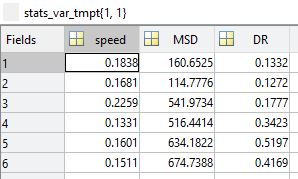 stats_var_tmpt{1, 1}
Fields speed MSD DR
1 0.1838 160.6525 0.1332
2 0.1681 114.7776 0.1272
3 0.2259 541.9734 0.1777
4 0.1331 516.4414 0.3423
5 0.1601 634.1822 0.5197
6 0.1511 674.7388 0.4169